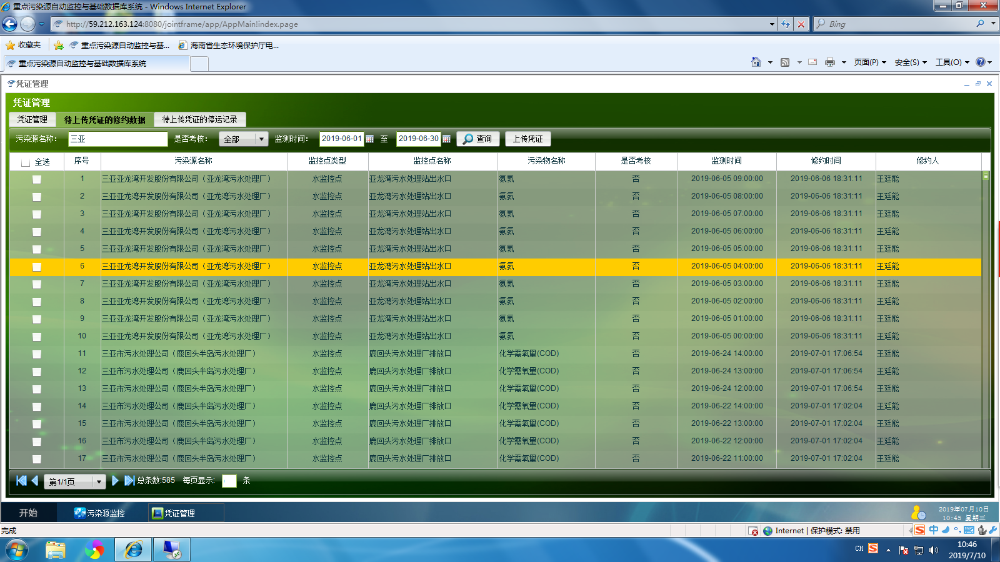 重点污染源自动监控与基础数据库系统 - Windows Internet Explorer
http://59.212.163.124:8080/jointframe/app/AppMain!index.page
Bing
收藏夹 重点污染源自动监控与基... 海南省生态环境保护厅电...
重点污染源自动监控与基础数据库系统
页面(P) 安全(S) 工具(O)
凭证管理
凭证管理
凭证管理 待上传凭证的修约数据 待上传凭证的停运记录
污染源名称: 三亚 是否考核: 全部 监测时间: 2019-06-01 至 2019-06-30 查询 上传凭证
全选 序号 污染源名称 监控点类型 监控点名称 污染物名称 是否考核 监测时间 修约时间 修约人
1 三亚亚龙湾开发股份有限公司（亚龙湾污水处理厂） 水监控点 亚龙湾污水处理站出水口 氨氮 否 2019-06-05 09:00:00 2019-06-06 18:31:11 王廷能
2 三亚亚龙湾开发股份有限公司（亚龙湾污水处理厂） 水监控点 亚龙湾污水处理站出水口 氨氮 否 2019-06-05 08:00:00 2019-06-06 18:31:11 王廷能
3 三亚亚龙湾开发股份有限公司（亚龙湾污水处理厂） 水监控点 亚龙湾污水处理站出水口 氨氮 否 2019-06-05 07:00:00 2019-06-06 18:31:11 王廷能
4 三亚亚龙湾开发股份有限公司（亚龙湾污水处理厂） 水监控点 亚龙湾污水处理站出水口 氨氮 否 2019-06-05 06:00:00 2019-06-06 18:31:11 王廷能
5 三亚亚龙湾开发股份有限公司（亚龙湾污水处理厂） 水监控点 亚龙湾污水处理站出水口 氨氮 否 2019-06-05 05:00:00 2019-06-06 18:31:11 王廷能
6 三亚亚龙湾开发股份有限公司（亚龙湾污水处理厂） 水监控点 亚龙湾污水处理站出水口 氨氮 否 2019-06-05 04:00:00 2019-06-06 18:31:11 王廷能
7 三亚亚龙湾开发股份有限公司（亚龙湾污水处理厂） 水监控点 亚龙湾污水处理站出水口 氨氮 否 2019-06-05 03:00:00 2019-06-06 18:31:11 王廷能
8 三亚亚龙湾开发股份有限公司（亚龙湾污水处理厂） 水监控点 亚龙湾污水处理站出水口 氨氮 否 2019-06-05 02:00:00 2019-06-06 18:31:11 王廷能
9 三亚亚龙湾开发股份有限公司（亚龙湾污水处理厂） 水监控点 亚龙湾污水处理站出水口 氨氮 否 2019-06-05 01:00:00 2019-06-06 18:31:11 王廷能
10 三亚亚龙湾开发股份有限公司（亚龙湾污水处理厂） 水监控点 亚龙湾污水处理站出水口 氨氮 否 2019-06-05 00:00:00 2019-06-06 18:31:11 王廷能
11 三亚市污水处理公司（鹿回头半岛污水处理厂） 水监控点 鹿回头污水处理厂排放口 化学需氧量(COD) 否 2019-06-24 14:00:00 2019-07-01 17:06:54 王廷能
12 三亚市污水处理公司（鹿回头半岛污水处理厂） 水监控点 鹿回头污水处理厂排放口 化学需氧量(COD) 否 2019-06-24 13:00:00 2019-07-01 17:06:54 王廷能
13 三亚市污水处理公司（鹿回头半岛污水处理厂） 水监控点 鹿回头污水处理厂排放口 化学需氧量(COD) 否 2019-06-24 12:00:00 2019-07-01 17:06:54 王廷能
14 三亚市污水处理公司（鹿回头半岛污水处理厂） 水监控点 鹿回头污水处理厂排放口 化学需氧量(COD) 否 2019-06-22 14:00:00 2019-07-01 17:02:04 王廷能
15 三亚市污水处理公司（鹿回头半岛污水处理厂） 水监控点 鹿回头污水处理厂排放口 化学需氧量(COD) 否 2019-06-22 13:00:00 2019-07-01 17:02:04 王廷能
16 三亚市污水处理公司（鹿回头半岛污水处理厂） 水监控点 鹿回头污水处理厂排放口 化学需氧量(COD) 否 2019-06-22 12:00:00 2019-07-01 17:02:04 王廷能
17 三亚市污水处理公司（鹿回头半岛污水处理厂） 水监控点 鹿回头污水处理厂排放口 化学需氧量(COD) 否 2019-06-22 11:00:00 2019-07-01 17:02:04 王廷能
第1/1页 总条数:585 每页显示: 条
开始 污染源监控 凭证管理 2019年07月10日
10:45 星期三
完成 Internet | 保护模式: 禁用 中
CH 10:46
2019/7/10